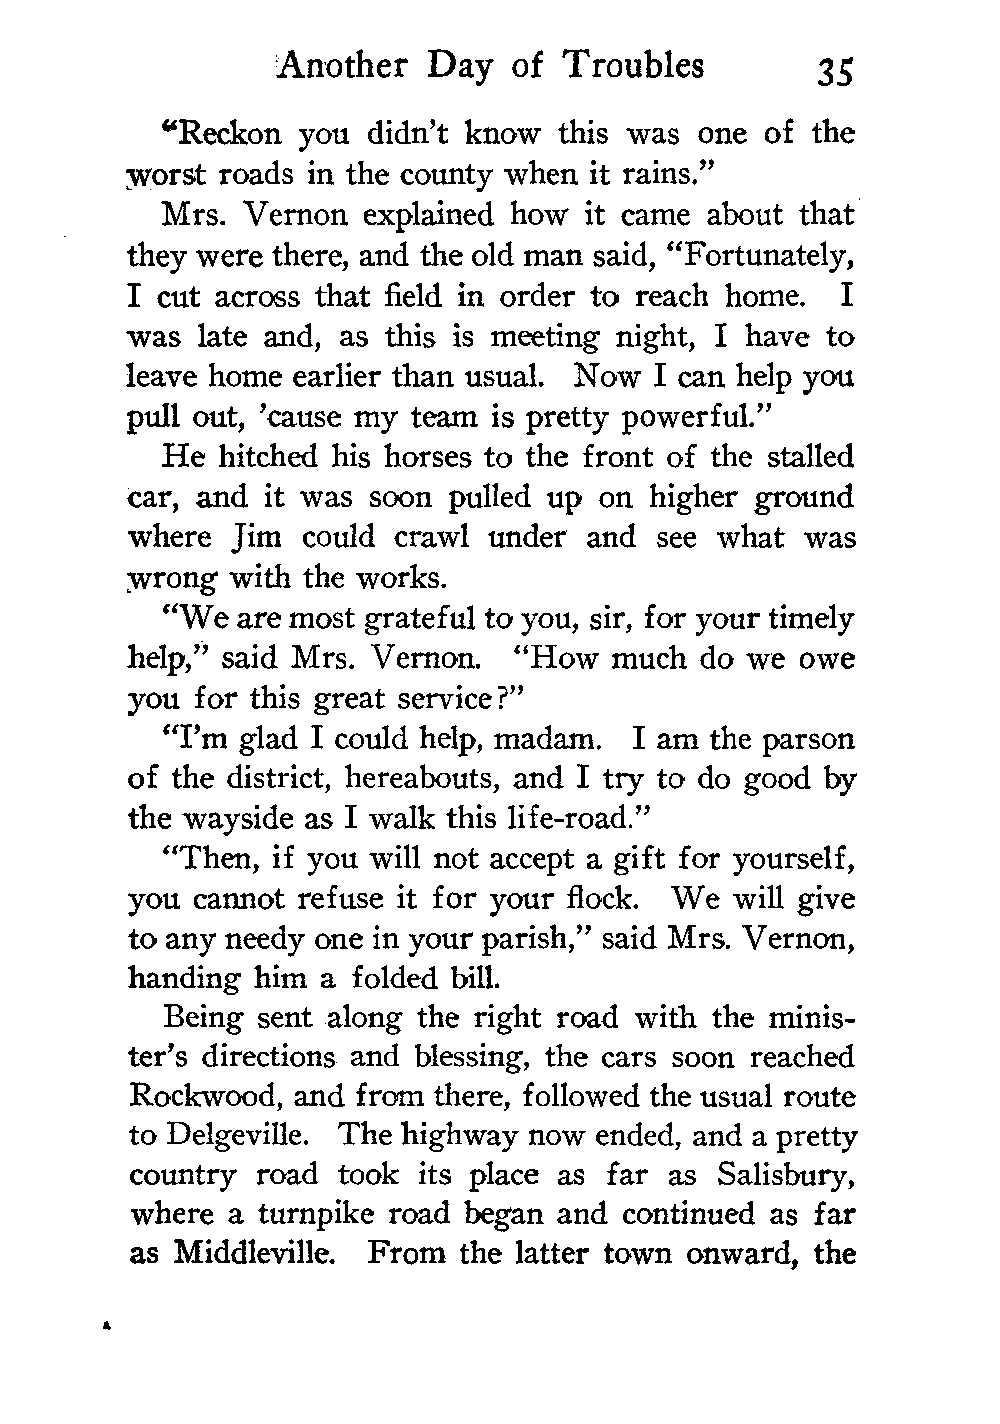 Another Day of Troubles 35
“Reckon you didn’t know this was one of the
worst roads in the county when it rains.”
Mrs. Vernon explained how it came about that
they were there, and the old man said, “Fortunately,
I cut across that field in order to reach home. I
was late and, as this is meeting night, I have to
leave home earlier than usual. Now I can help you
pull out, ’cause my team is pretty powerful.”
He hitched his horses to the front of the stalled
car, and it was soon pulled up on higher ground
where Jim could crawl under and see what was
wrong with the works.
“We are most grateful to you, sir, for your timely
help,” said Mrs. Vernon. “How much do we owe
you for this great service?”
“I’m glad I could help, madam. I am the parson
of the district, hereabouts, and I try to do good by
the wayside as I walk this life-road.”
“Then, if you will not accept a gift for yourself,
you cannot refuse it for your flock. We will give
to any needy one in your parish,” said Mrs. Vernon,
handing him a folded bill.
Being sent along the right road with the minis-
ter’s directions and blessing, the cars soon reached
Rockwood, and from there, followed the usual route
to Delgeville. The highway now ended, and a pretty
country road took its place as far as Salisbury,
where a turnpike road began and continued as far
as Middleville. From the latter town onward, the